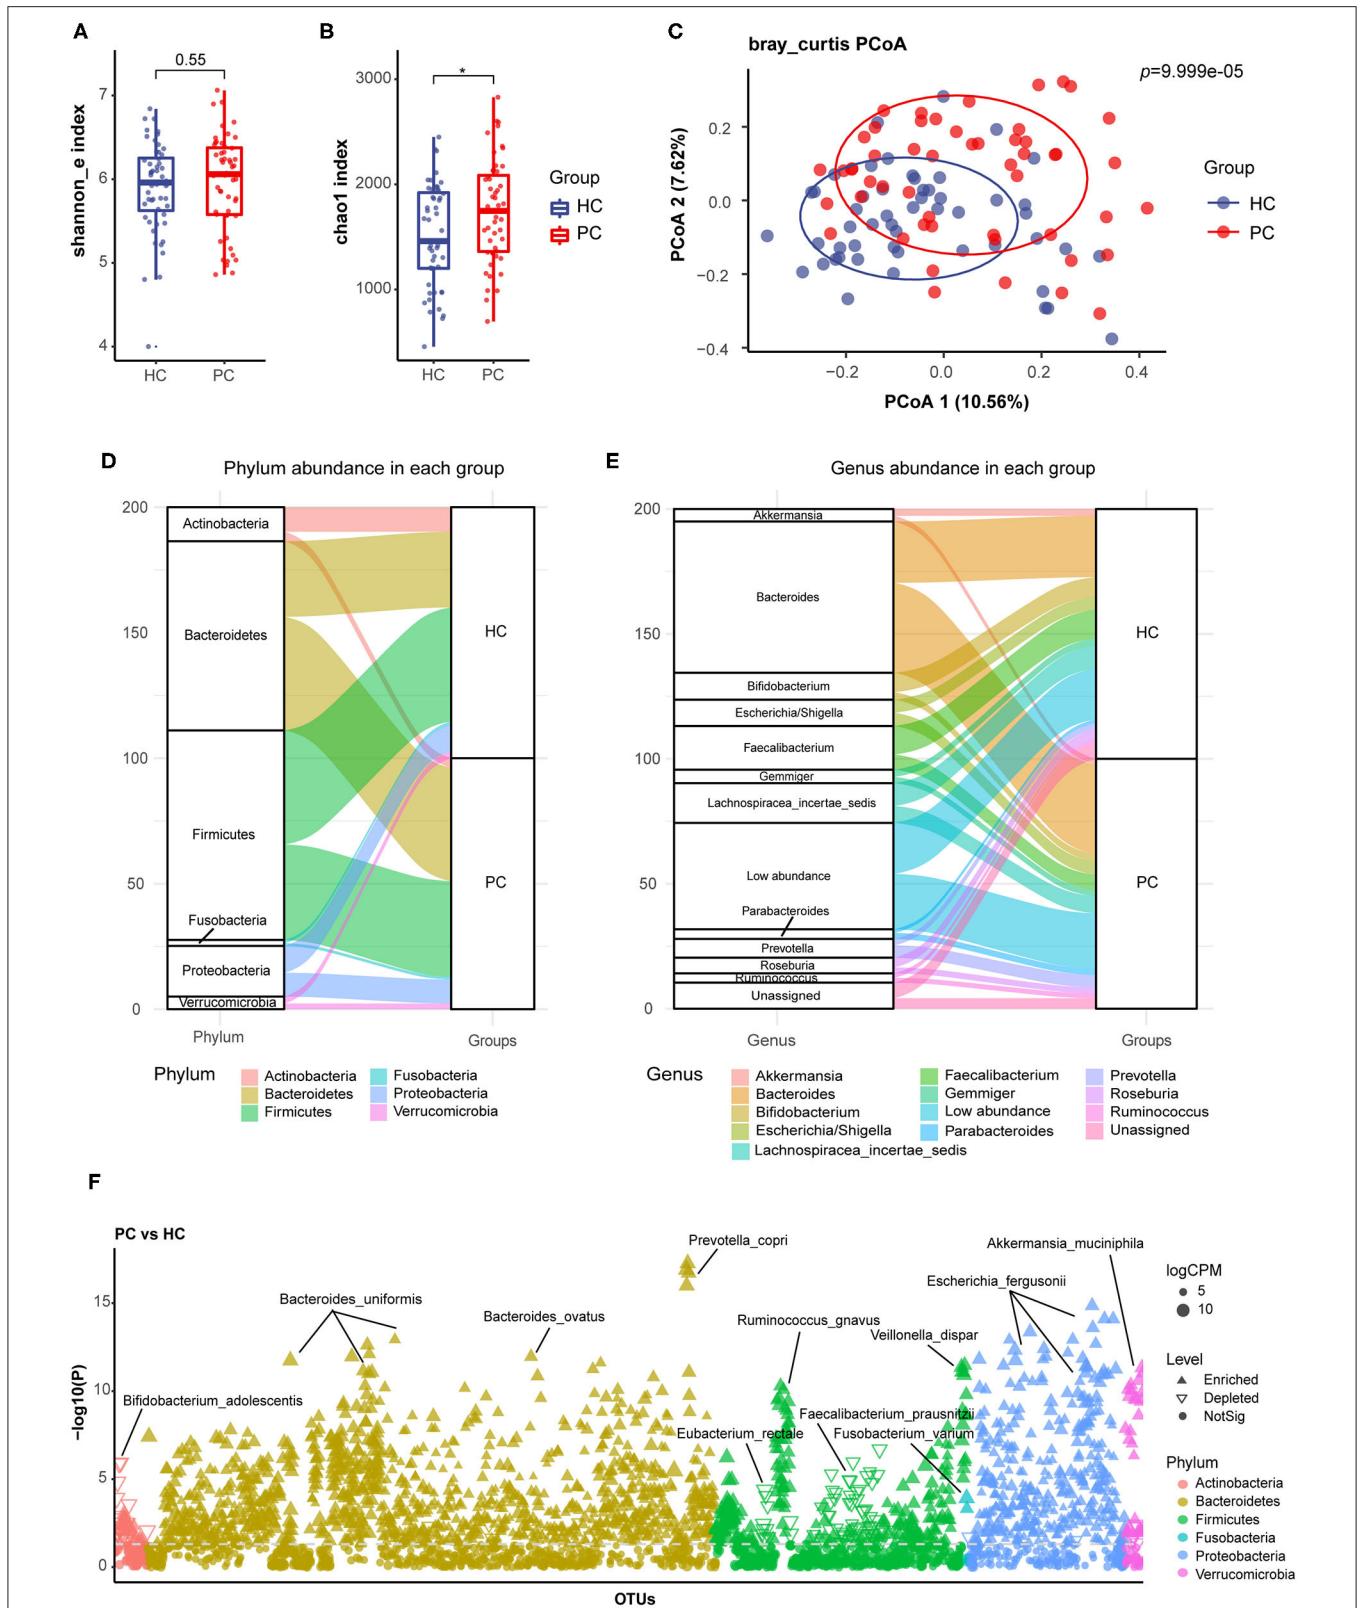 A
0.55
shannon_e index
7
6
5
4
HC
PC
B
*
chao1 index
3000
2000
1000
HC
PC
Group
HC
PC
C
bray_curtis PCoA
p=9.999e-05
PCoA 2 (7.62%)
0.2
0.0
−0.2
−0.4
−0.2
0.0
0.2
0.4
PCoA 1 (10.56%)
Group
HC
PC
D
Phylum abundance in each group
200
150
100
50
0
Actinobacteria
Bacteroidetes
Firmicutes
Fusobacteria
Proteobacteria
Verrucomicrobia
HC
PC
Phylum
Groups
Phylum
Actinobacteria
Bacteroidetes
Firmicutes
Fusobacteria
Proteobacteria
Verrucomicrobia
E
Genus abundance in each group
200
150
100
50
0
Akkermansia
Bacteroides
Bifidobacterium
Escherichia/Shigella
Faecalibacterium
Gemmiger
Lachnospiracea_incertae_sedis
Low abundance
Parabacteroides
Prevotella
Roseburia
Ruminococcus
Unassigned
HC
PC
Genus
Groups
Genus
Akkermansia
Bacteroides
Bifidobacterium
Escherichia/Shigella
Lachnospiracea_incertae_sedis
Faecalibacterium
Gemmiger
Low abundance
Parabacteroides
Prevotella
Roseburia
Ruminococcus
Unassigned
F
PC vs HC
−log10(P)
15
10
5
0
Bifidobacterium_adolescentis
Bacteroides_uniformis
Bacteroides_ovatus
Prevotella_copri
Ruminococcus_gnavus
Eubacterium_rectale
Faecalibacterium_prausnitzii
Veillonella_dispar
Fusobacterium_varium
Escherichia_fergusonii
Akkermansia_muciniphila
OTUs
logCPM
5
10
Level
Enriched
Depleted
NotSig
Phylum
Actinobacteria
Bacteroidetes
Firmicutes
Fusobacteria
Proteobacteria
Verrucomicrobia